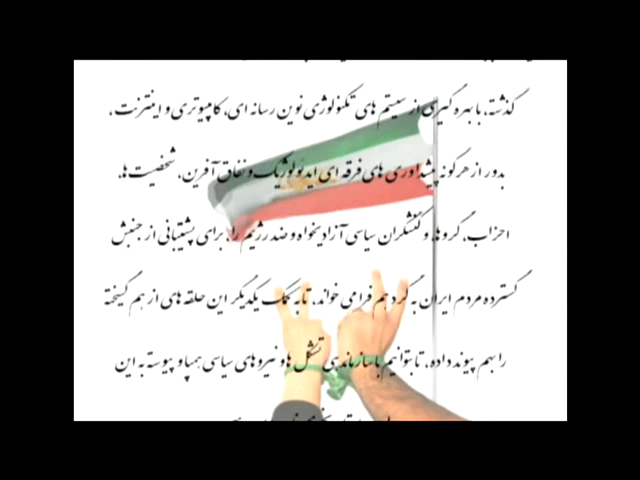 گذشته، با بهره گیری از سیستم های تکنولوژی نوین رسانه ای، کامپیوتری و اینترنت،
بدور از هرگونه پیشداوری های فرقه ای ایدئولوژیک و نفاق آفرین، شخصیت ها،
احزاب، گروها، و کنشگران سیاسی آزادیخواه و ضد رژیم را، برای پشتیبانی از جنبش
گسترده مردم ایران به گرد هم فرا می خواند، تا به کمک یکدیگر این حلقه های از هم گسیخته
را بهم پیوند داده، تا بتوانیم با سازماندهی تشکل ها و نیروهای سیاسی همپاو پیوسته به این